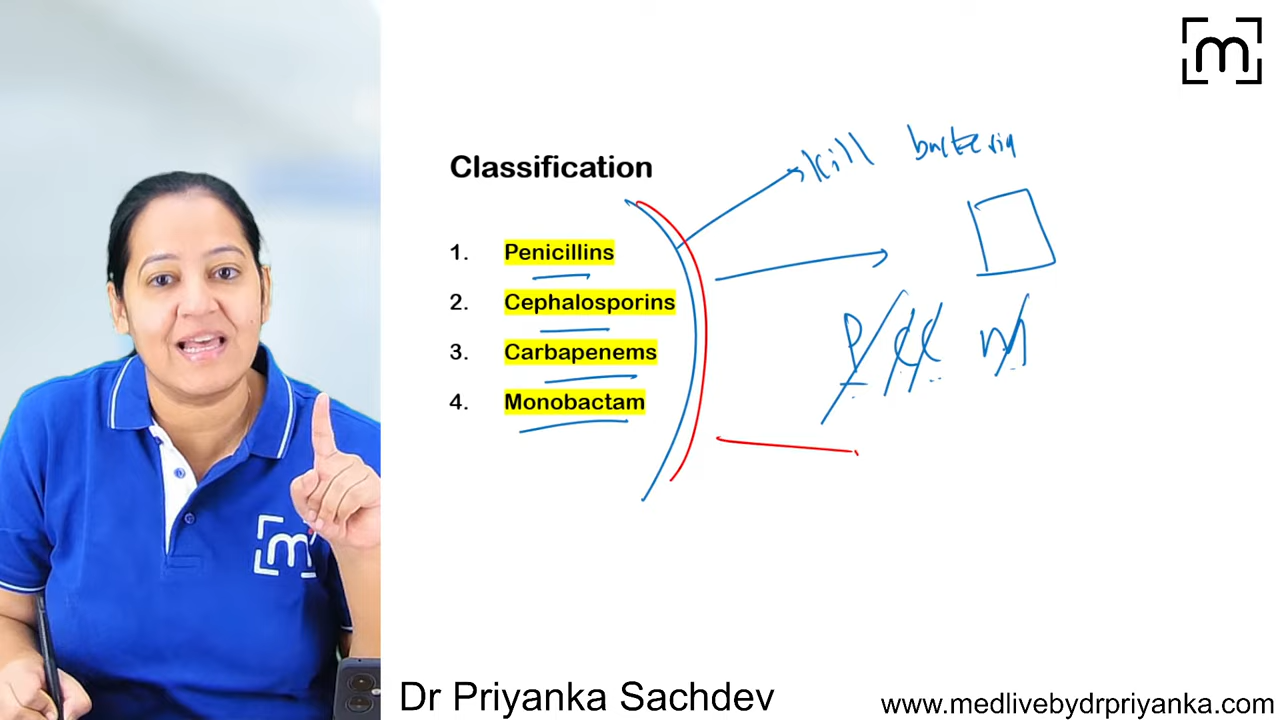 m
kill bacteria
Classification
1. Penicillins
2. Cephalosporins
3. Carbapenems
4. Monobactam
P C C M
m
Dr Priyanka Sachdev
www.medlivebydrpriyanka.com